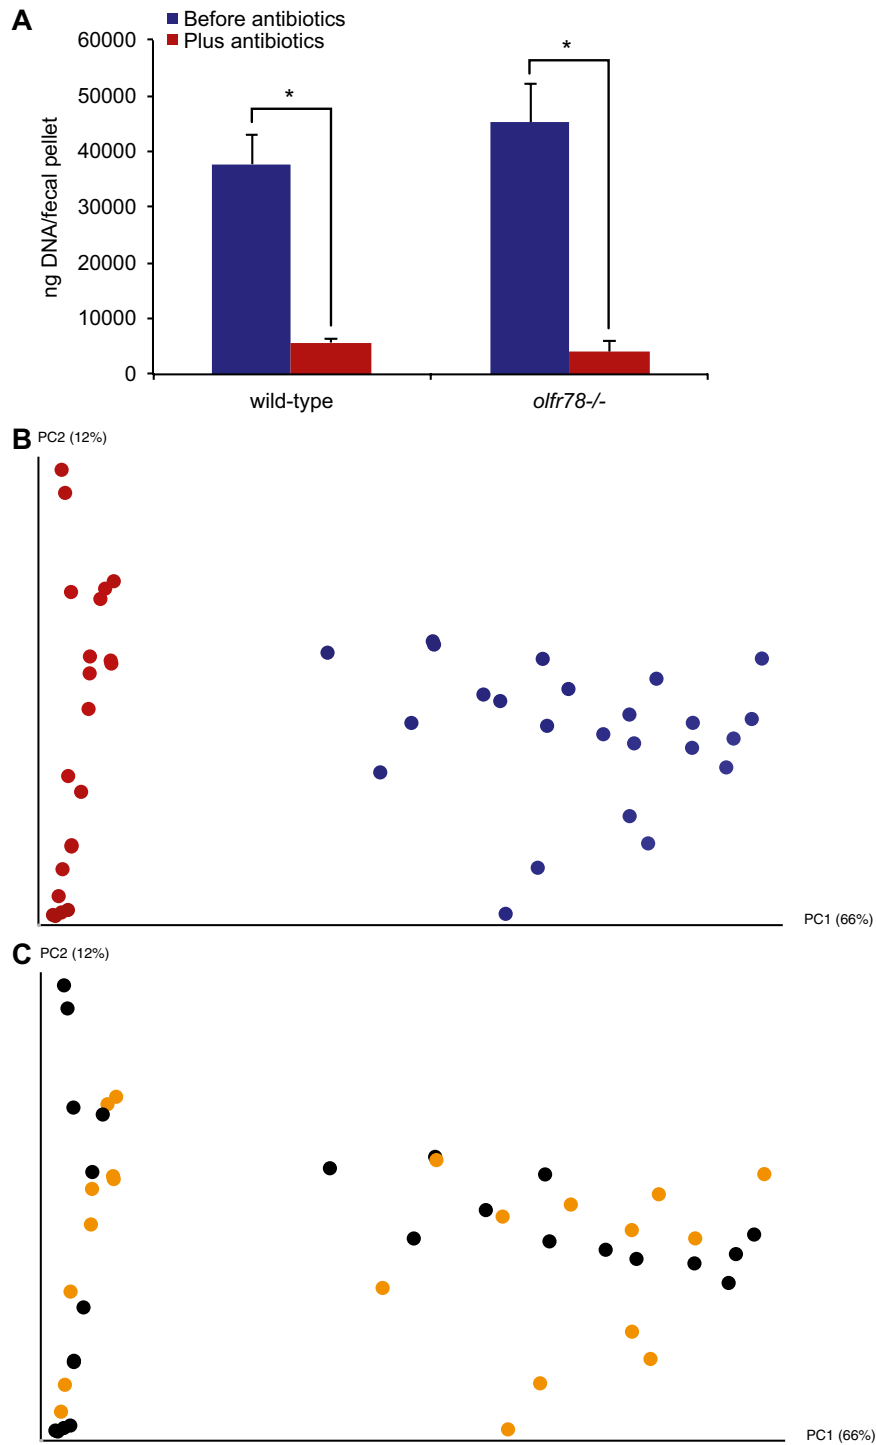 A
Before antibiotics
Plus antibiotics
60000
50000
40000
30000
20000
10000
0
ng DNA/fecal pellet
*
*
wild-type
olfr78-/-
B
PC2 (12%)
PC1 (66%)
C
PC2 (12%)
PC1 (66%)